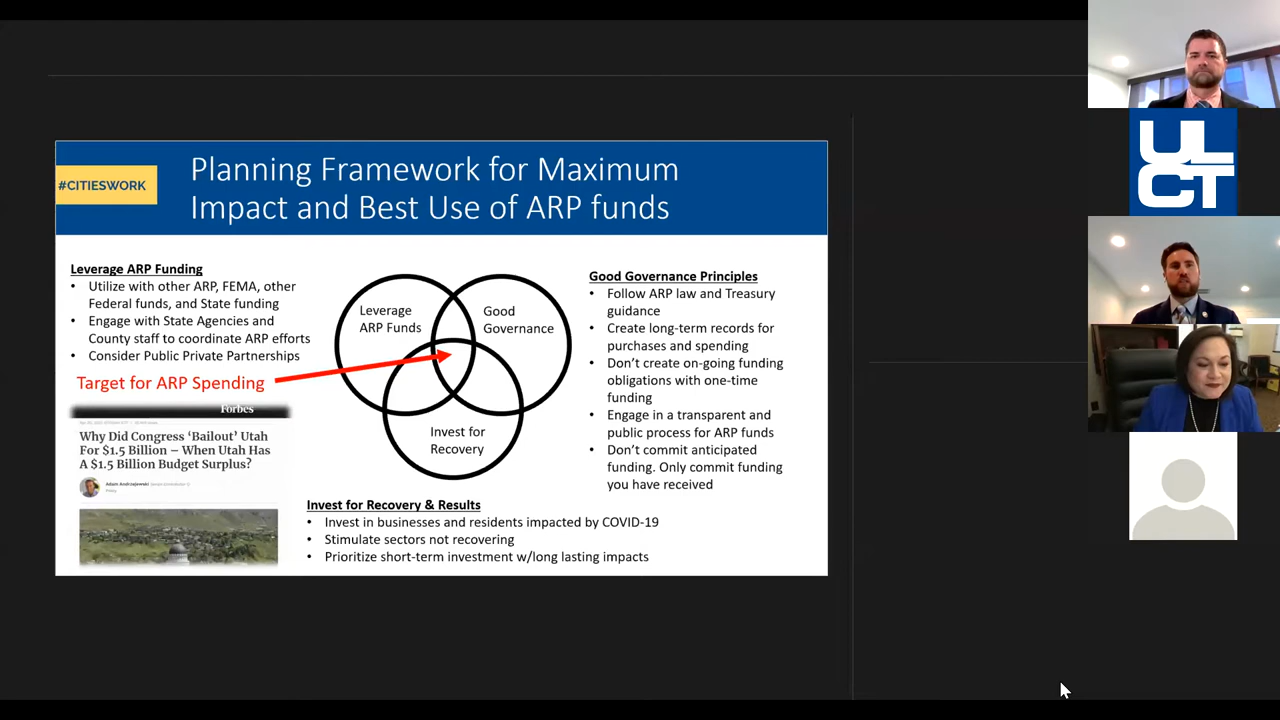 #CITIESWORK
Planning Framework for Maximum
Impact and Best Use of ARP funds
Leverage ARP Funding
• Utilize with other ARP, FEMA, other
Federal funds, and State funding
• Engage with State Agencies and
County staff to coordinate ARP efforts
• Consider Public Private Partnerships
Target for ARP Spending
Forbes
Why Did Congress 'Bailout' Utah
For $1.5 Billion – When Utah Has
A $1.5 Billion Budget Surplus?
Adam Andrzejewski
Leverage
ARP Funds
Good
Governance
Invest for
Recovery
Good Governance Principles
• Follow ARP law and Treasury
guidance
• Create long-term records for
purchases and spending
• Don't create on-going funding
obligations with one-time
funding
• Engage in a transparent and
public process for ARP funds
• Don't commit anticipated
funding. Only commit funding
you have received
Invest for Recovery & Results
• Invest in businesses and residents impacted by COVID-19
• Stimulate sectors not recovering
• Prioritize short-term investment w/long lasting impacts
UL
CT